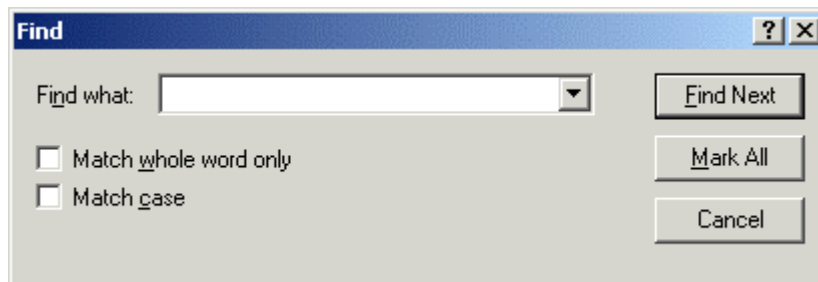 Find
Find what:
Find Next
Match whole word only
Mark All
Match case
Cancel